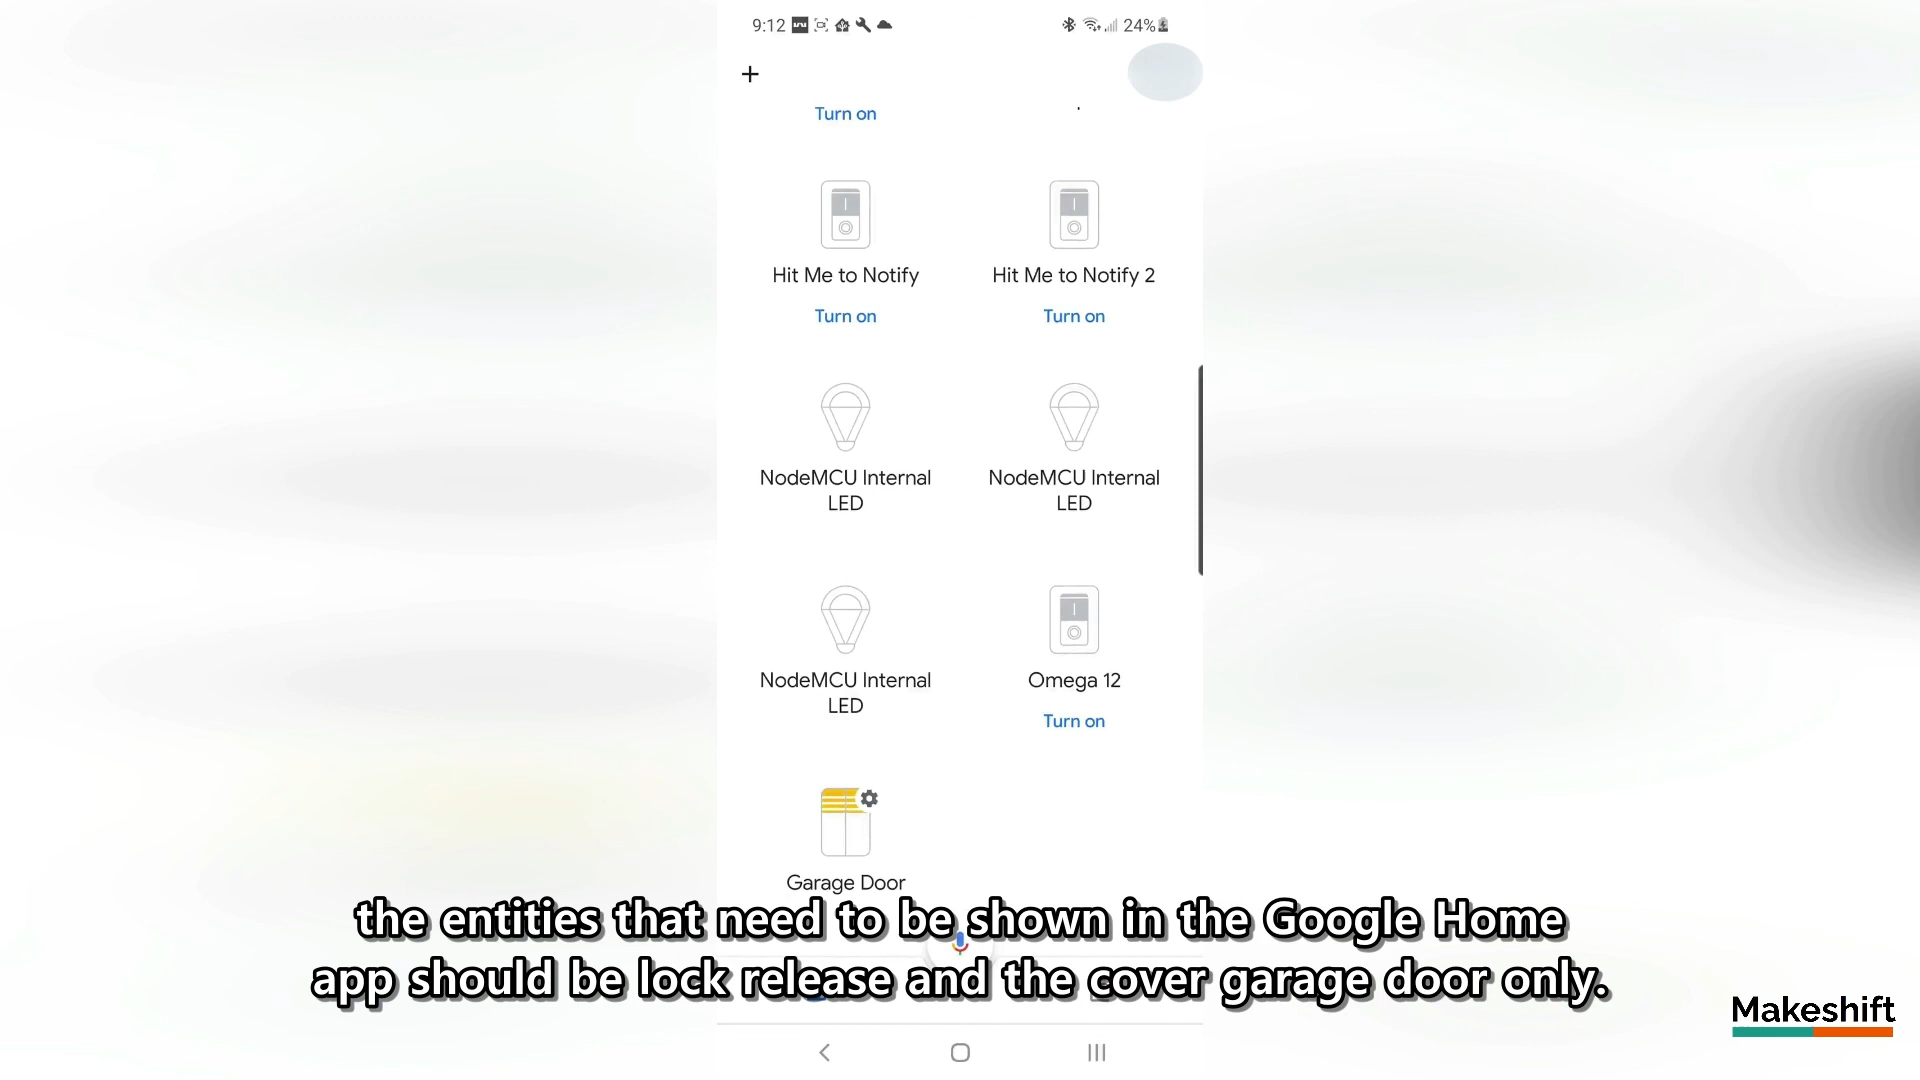 9:12
24%
+
Turn on
Hit Me to Notify
Hit Me to Notify 2
Turn on
Turn on
NodeMCU Internal
LED
NodeMCU Internal
LED
NodeMCU Internal
LED
Omega 12
Turn on
Garage Door
the entities that need to be shown in the Google Home
app should be lock release and the cover garage door only.
Makeshift